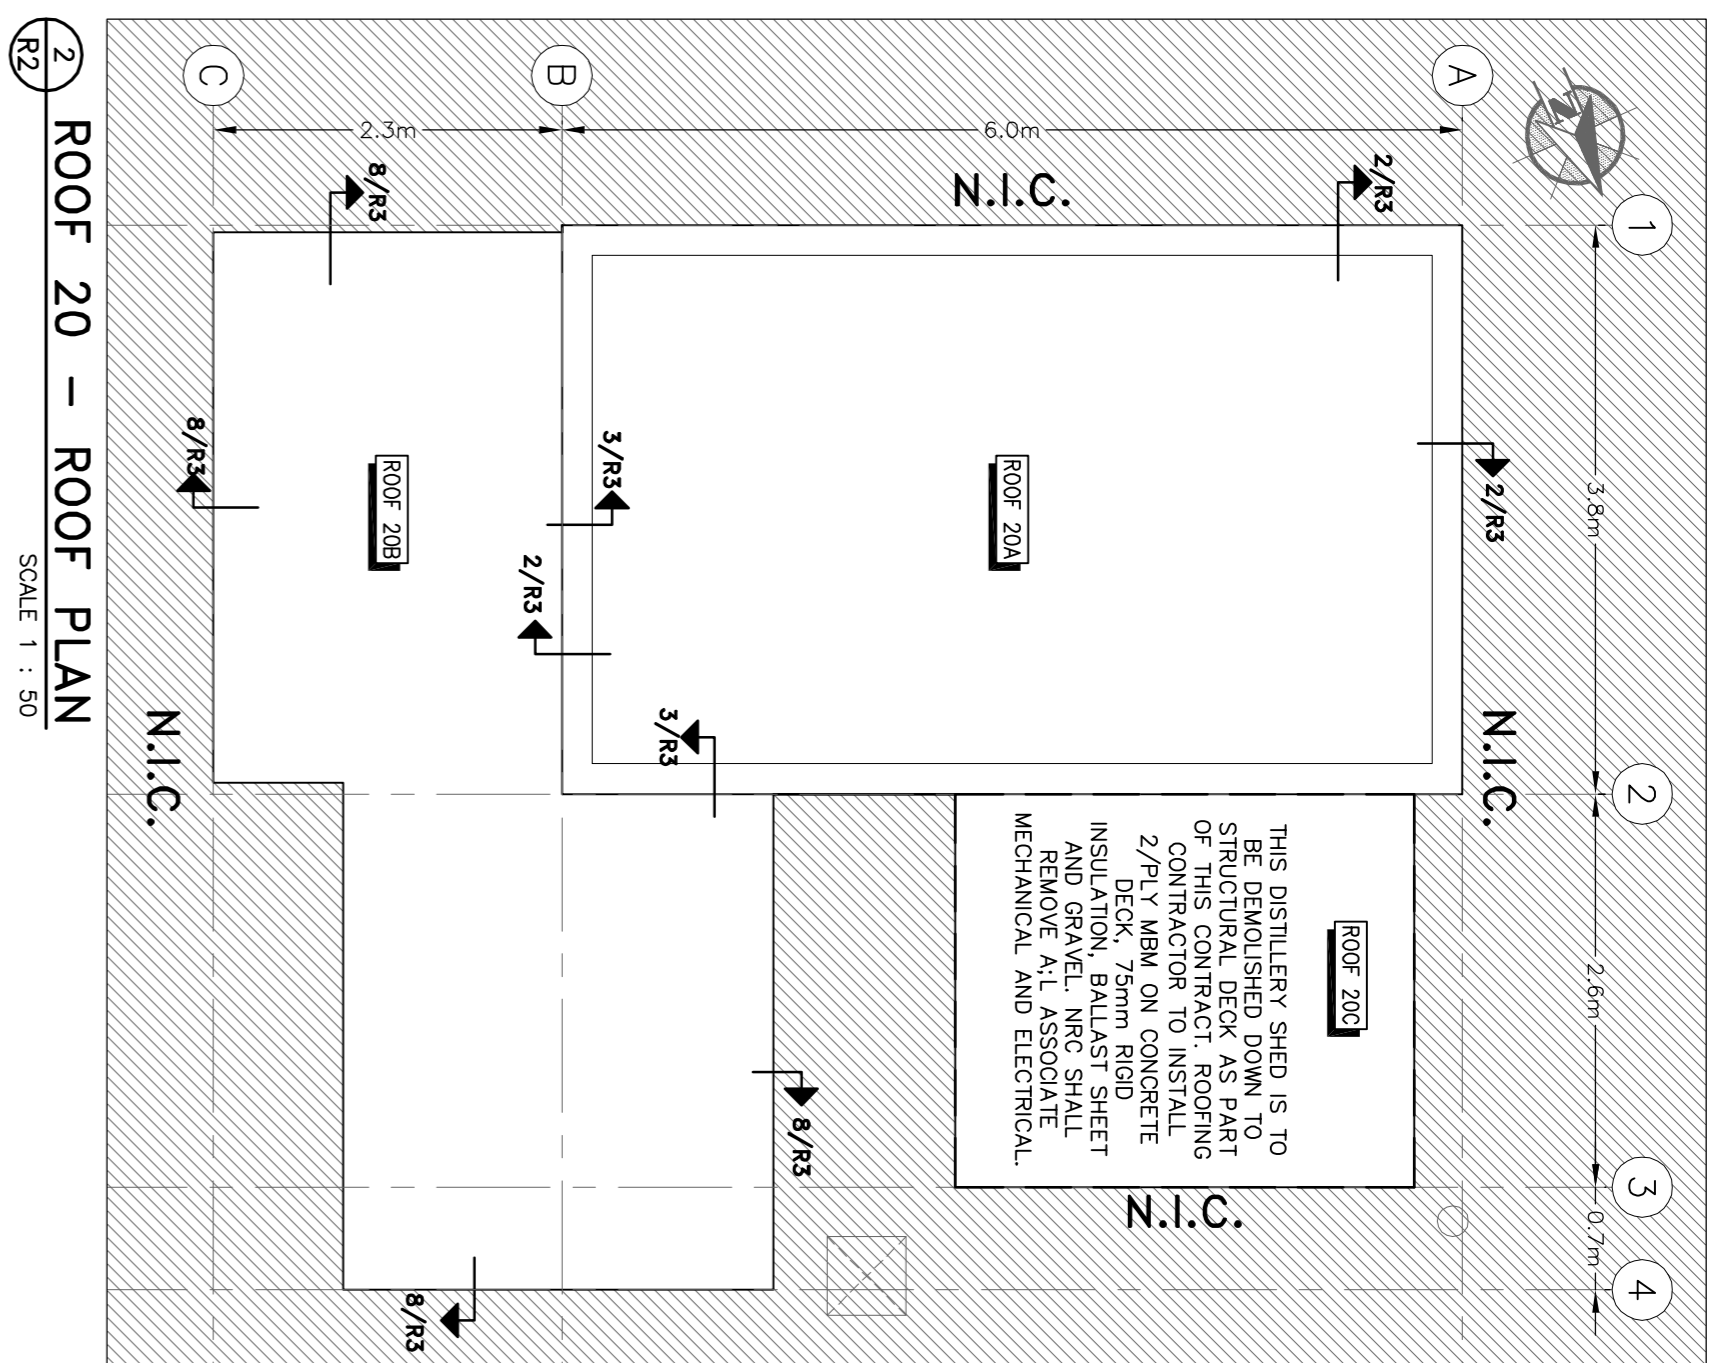 N
1
2
3
4
3.8m
2.6m
0.7m
A
B
C
6.0m
2.3m
N.I.C.
N.I.C.
N.I.C.
N.I.C.
2/R3
2/R3
ROOF 20C
THIS DISTILLERY SHED IS TO
BE DEMOLISHED DOWN TO
STRUCTURAL DECK AS PART
OF THIS CONTRACT. ROOFING
CONTRACTOR TO INSTALL
2/PLY MBM ON CONCRETE
DECK, 75mm RIGID
INSULATION, BALLAST SHEET
AND GRAVEL. NRC SHALL
REMOVE A;L ASSOCIATE
MECHANICAL AND ELECTRICAL.
ROOF 20A
8/R3
3/R3
3/R3
2/R3
8/R3
ROOF 20B
8/R3
8/R3
2
R2
ROOF 20 - ROOF PLAN
SCALE 1 : 50